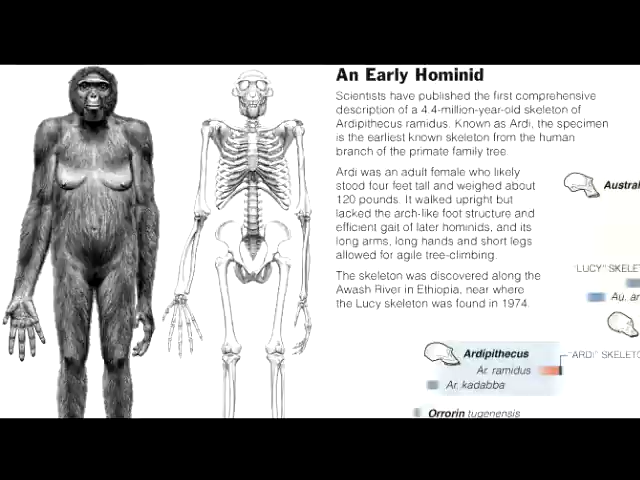 An Early Hominid
Scientists have published the first comprehensive
description of a 4.4-million-year-old skeleton of
Ardipithecus ramidus. Known as Ardi, the specimen
is the earliest known skeleton from the human
branch of the primate family tree.
Ardi was an adult female who likely
stood four feet tall and weighed about
120 pounds. It walked upright but
lacked the arch-like foot structure and
efficient gait of later hominids, and its
long arms, long hands and short legs
allowed for agile tree-climbing.
The skeleton was discovered along the
Awash River in Ethiopia, near where
the Lucy skeleton was found in 1974.
Austral
"LUCY" SKELET
Au. ar
Ardipithecus
"ARDI" SKELETO
Ar. ramidus
Ar. kadabba
Orrorin tugenensis